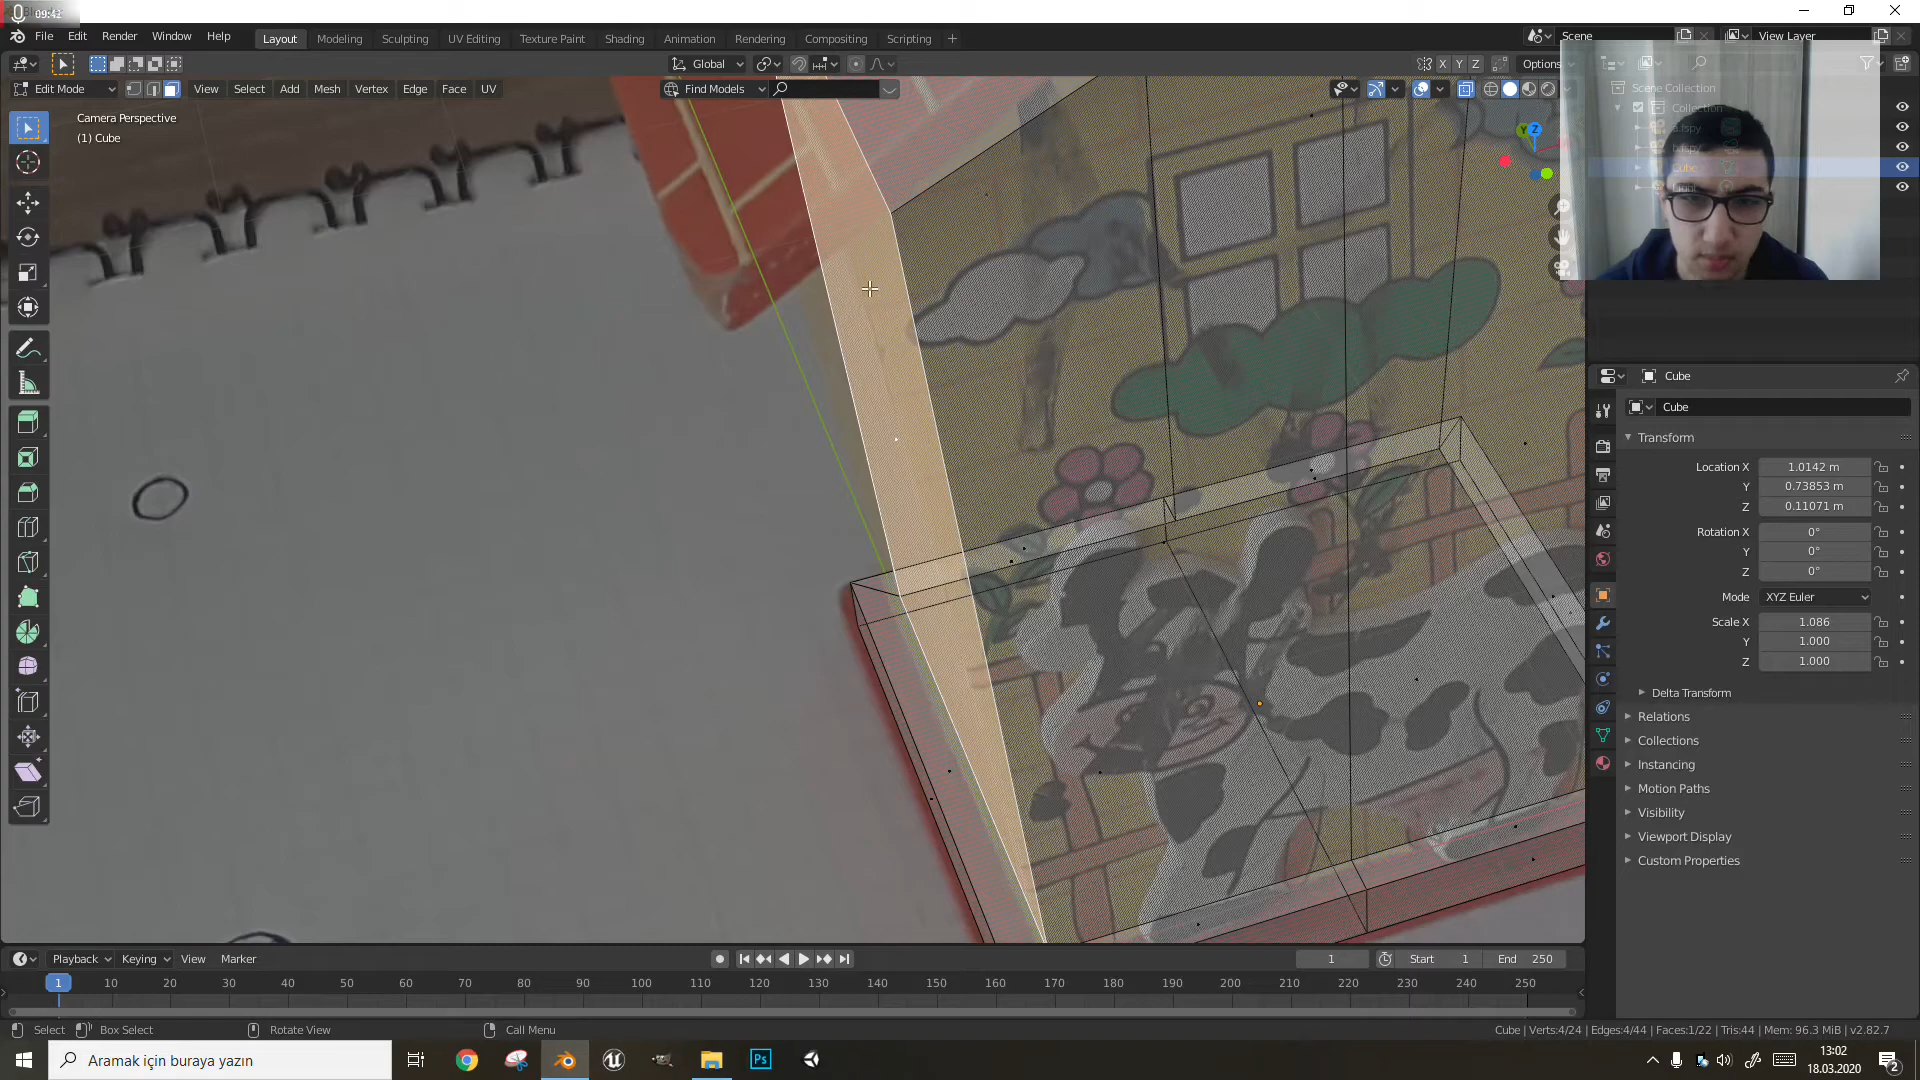 09:42
File Edit Render Window Help
Layout Modeling Sculpting UV Editing Texture Paint Shading Animation Rendering Compositing Scripting +
Scene
View Layer
Global
X Y Z Options
Edit Mode View Select Add Mesh Vertex Edge Face UV
Find Models
Camera Perspective
(1) Cube
Y Z
Scene Collection
Collection
a.fspy
Cube
Light
Cube
Cube
Transform
Location X 1.0142 m
Y 0.73853 m
Z 0.11071 m
Rotation X 0°
Y 0°
Z 0°
Mode XYZ Euler
Scale X 1.086
Y 1.000
Z 1.000
Delta Transform
Relations
Collections
Instancing
Motion Paths
Visibility
Viewport Display
Custom Properties
Playback Keying View Marker
1 Start 1 End 250
1 10 20 30 40 50 60 70 80 90 100 110 120 130 140 150 160 170 180 190 200 210 220 230 240 250
Select Box Select Rotate View Call Menu
Cube | Verts:4/24 | Edges:4/44 | Faces:1/22 | Tris:44 | Mem: 96.3 MiB | v2.82.7
Aramak için buraya yazın
Ps
13:02
18.03.2020
2